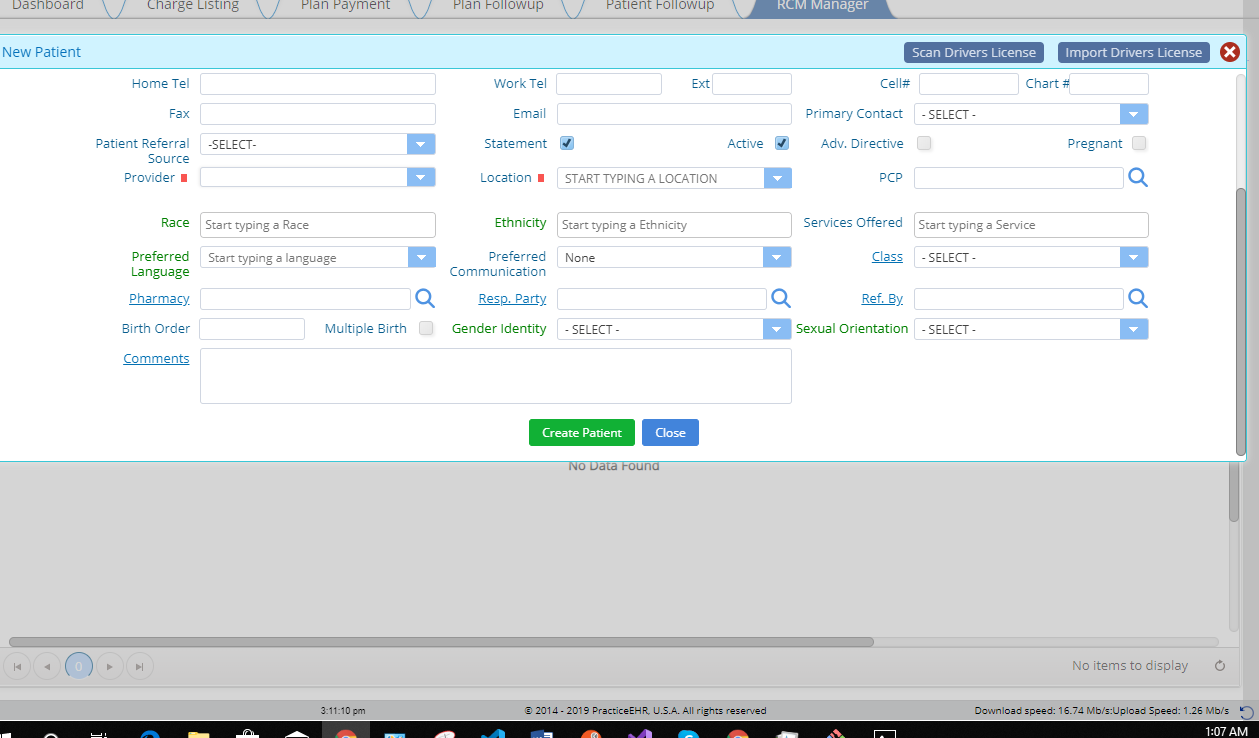 Dashboard Charge Listing Plan Payment Plan Followup Patient Followup RCM Manager
New Patient Scan Drivers License Import Drivers License
Home Tel Work Tel Ext Cell# Chart #
Fax Email Primary Contact - SELECT -
Patient Referral Source -SELECT- Statement Active Adv. Directive Pregnant
Provider Location START TYPING A LOCATION PCP
Race Start typing a Race Ethnicity Start typing a Ethnicity Services Offered Start typing a Service
Preferred Language Start typing a language Preferred Communication None Class - SELECT -
Pharmacy Resp. Party Ref. By
Birth Order Multiple Birth Gender Identity - SELECT - Sexual Orientation - SELECT -
Comments
Create Patient Close
No Data Found
0 No items to display
3:11:10 pm © 2014 - 2019 PracticeEHR, U.S.A. All rights reserved Download speed: 16.74 Mb/s:Upload Speed: 1.26 Mb/s
1:07 AM